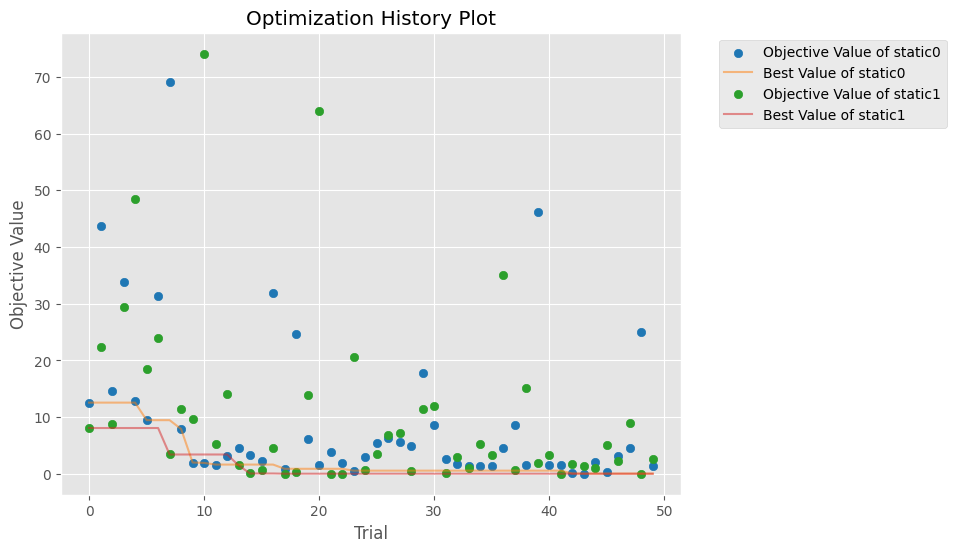 Optimization History Plot
Objective Value of static0
Best Value of static0
Objective Value of static1
Best Value of static1
70
60
50
40
30
20
10
0
Objective Value
0
10
20
30
40
50
Trial